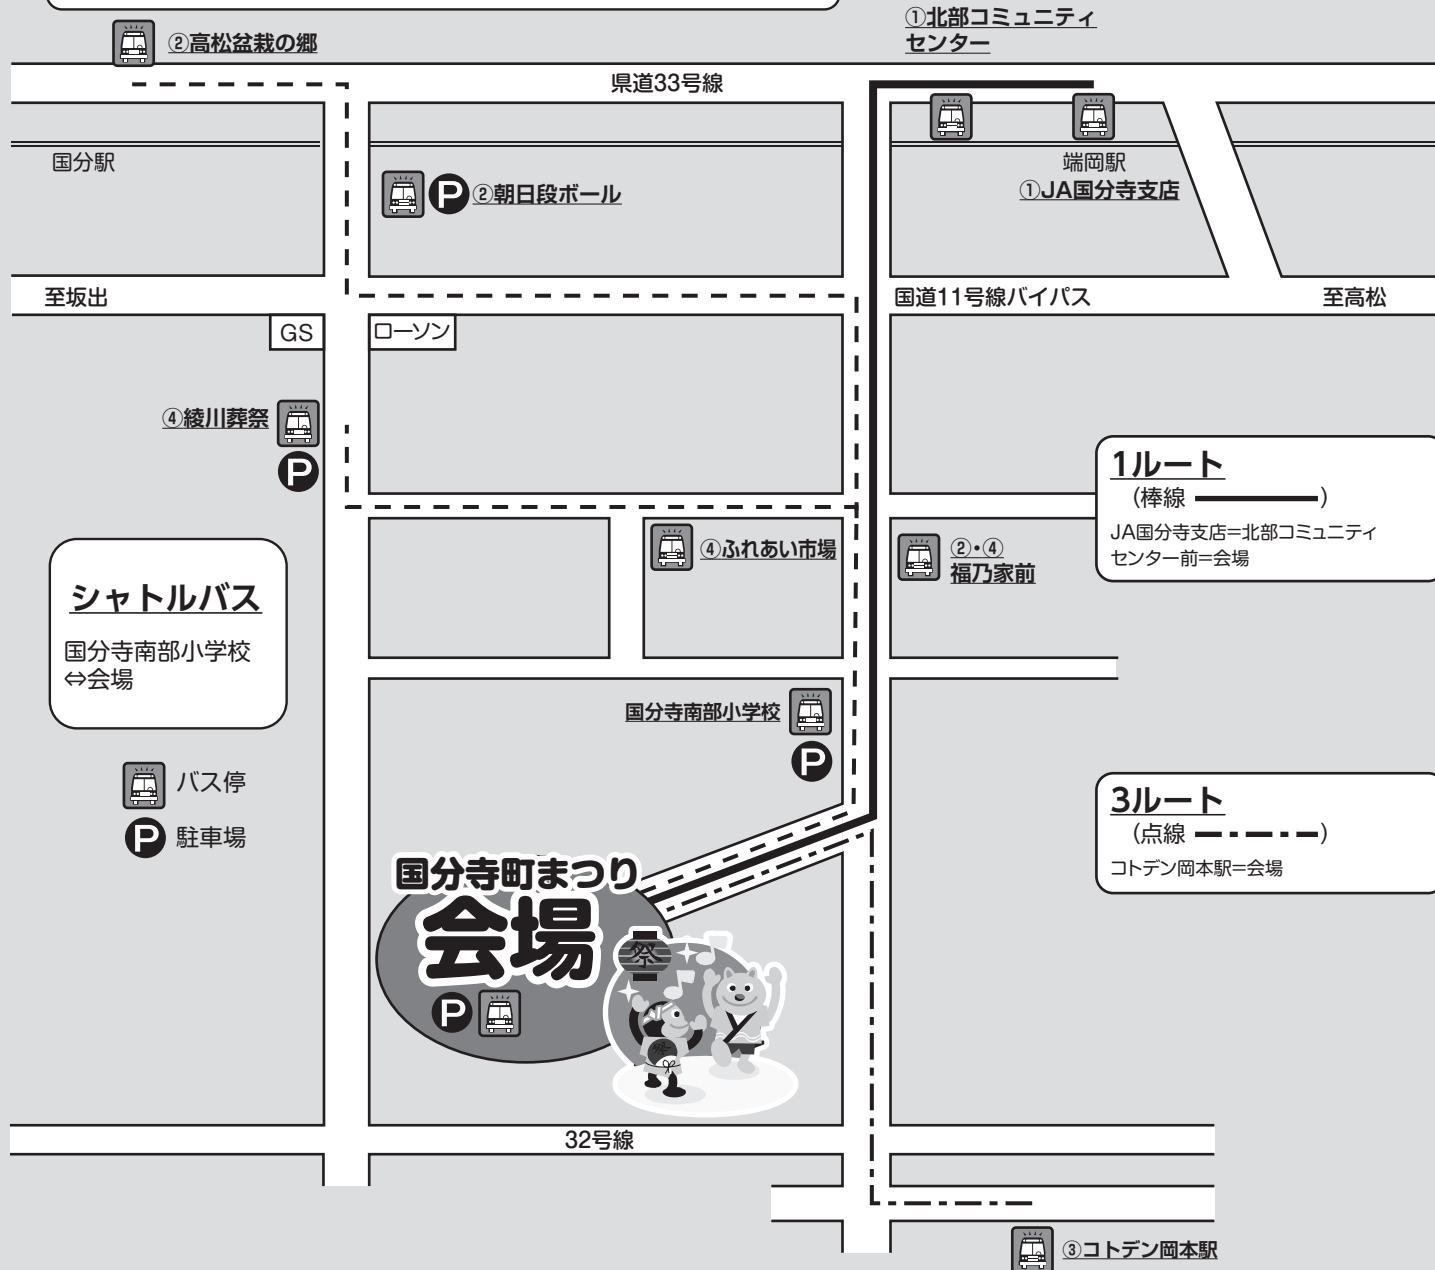 ①北部コミュニティ
センター
②高松盆栽の郷
県道33号線
国分駅
端岡駅
①JA国分寺支店
P ②朝日段ボール
至坂出
国道11号線バイパス
至高松
GS
ローソン
④綾川葬祭
P
1ルート
(棒線 )
JA国分寺支店=北部コミュニティ
センター前=会場
④ふれあい市場
②・④
福乃家前
シャトルバス
国分寺南部小学校
⇔会場
国分寺南部小学校
P
バス停
P 駐車場
3ルート
(点線 )
コトデン岡本駅=会場
国分寺町まつり
会場
P
祭
祭
32号線
③コトデン岡本駅